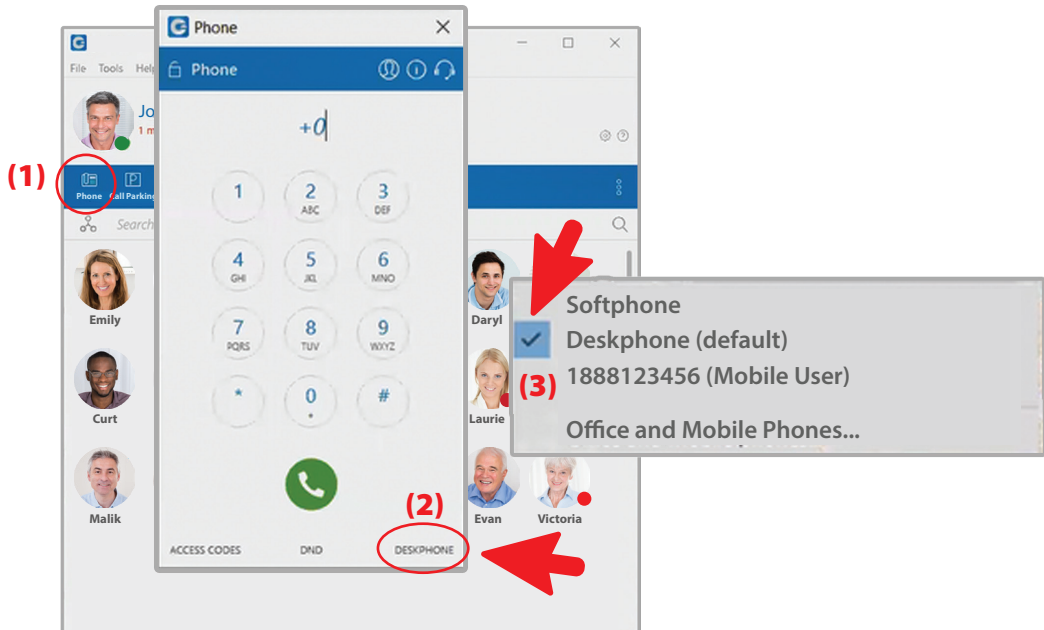 Phone
File Tools Help
Phone
Jo
1 m
+0
(1)
Phone Call Parking
Search
1
2
ABC
3
DEF
4
GHI
5
JKL
6
MNO
7
PQRS
8
TUV
9
WXYZ
*
0
#
Emily
Daryl
Curt
Laurie
Malik
Evan
Victoria
Softphone
Deskphone (default)
(3)
1888123456 (Mobile User)
Office and Mobile Phones...
(2)
ACCESS CODES
DND
DESKPHONE